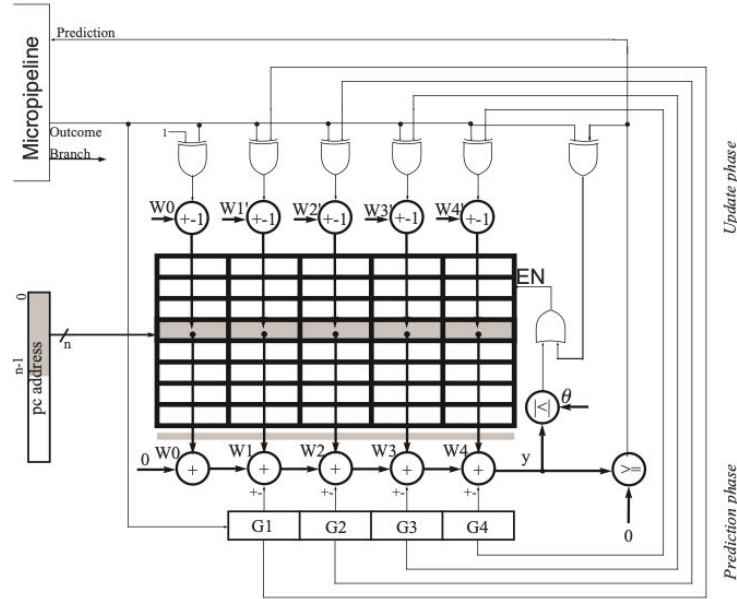 Prediction
Micropipeline
Outcome
Branch
1
Update phase
W0 W1' W2' W3' W4'
+-1 +-1 +-1 +-1 +-1
EN
0
n
n-1
pc address
|<| θ
0 W0 W1 W2 W3 W4 y
+ + + + + >=
+- +- +- +-
G1 G2 G3 G4
0
Prediction phase